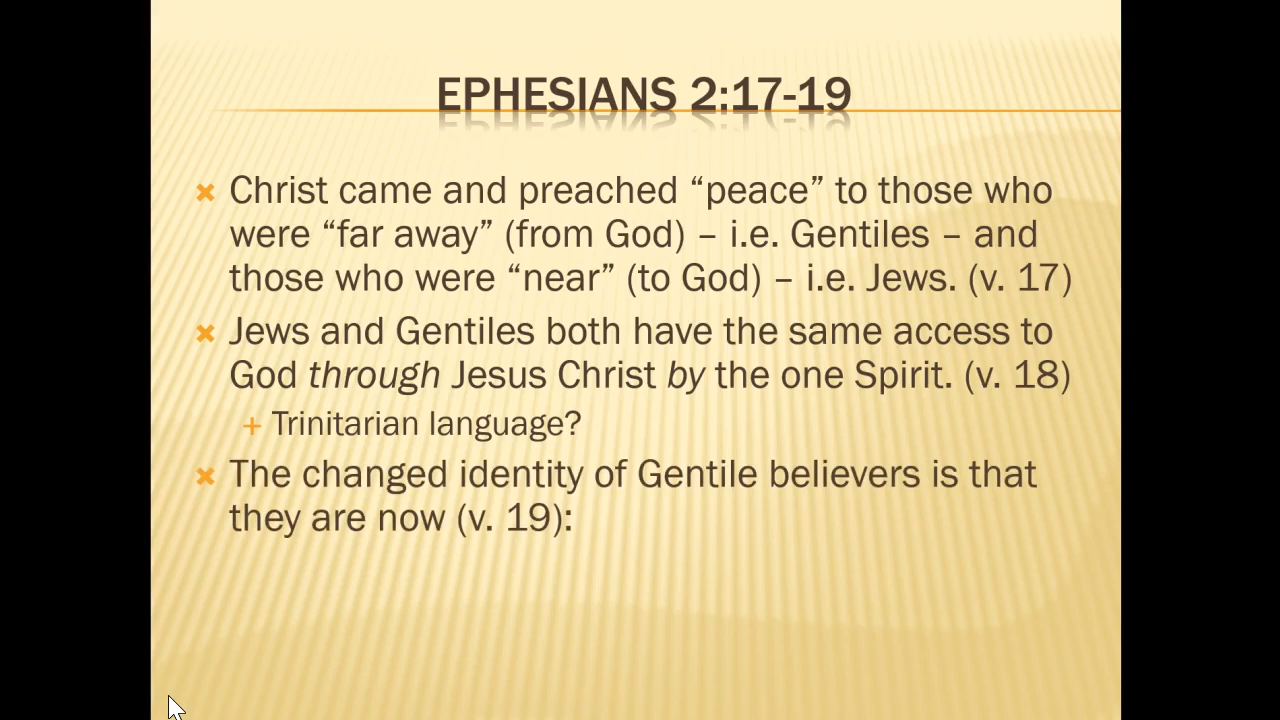 EPHESIANS 2:17-19
Christ came and preached “peace” to those who
were “far away” (from God) – i.e. Gentiles – and
those who were “near” (to God) – i.e. Jews. (v. 17)
Jews and Gentiles both have the same access to
God through Jesus Christ by the one Spirit. (v. 18)
Trinitarian language?
The changed identity of Gentile believers is that
they are now (v. 19):